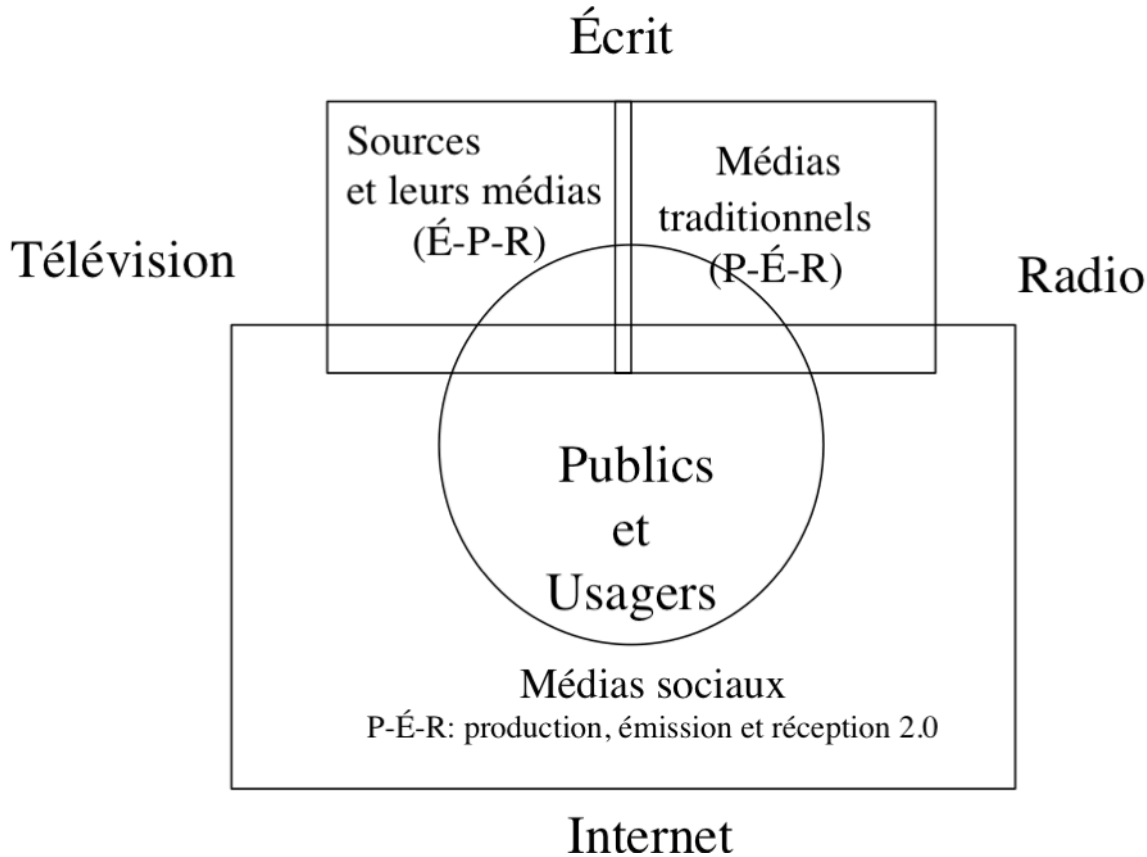 Écrit
Sources
et leurs médias
(É-P-R)
Médias
traditionnels
(P-É-R)
Télévision
Radio
Publics
et
Usagers
Médias sociaux
P-É-R: production, émission et réception 2.0
Internet